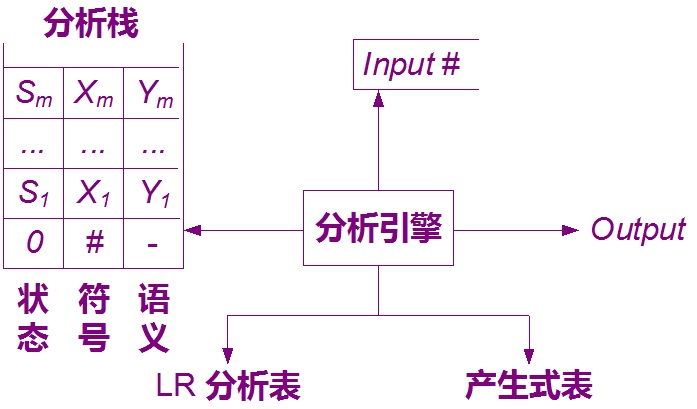 分析栈
Input #
Sm Xm Ym
... ... ...
S1 X1 Y1
0 # -
分析引擎
Output
状态 符号 语义
LR 分析表
产生式表